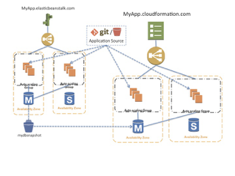 MyApp.elasticbeanstalk.com
MyApp.cloudformation.com
git /
Application Source
Auto scaling Group
Auto scaling Group
Auto scaling Group
Auto scaling Group
M
S
M
S
Availability Zone
Availability Zone
Availability Zone
Availability Zone